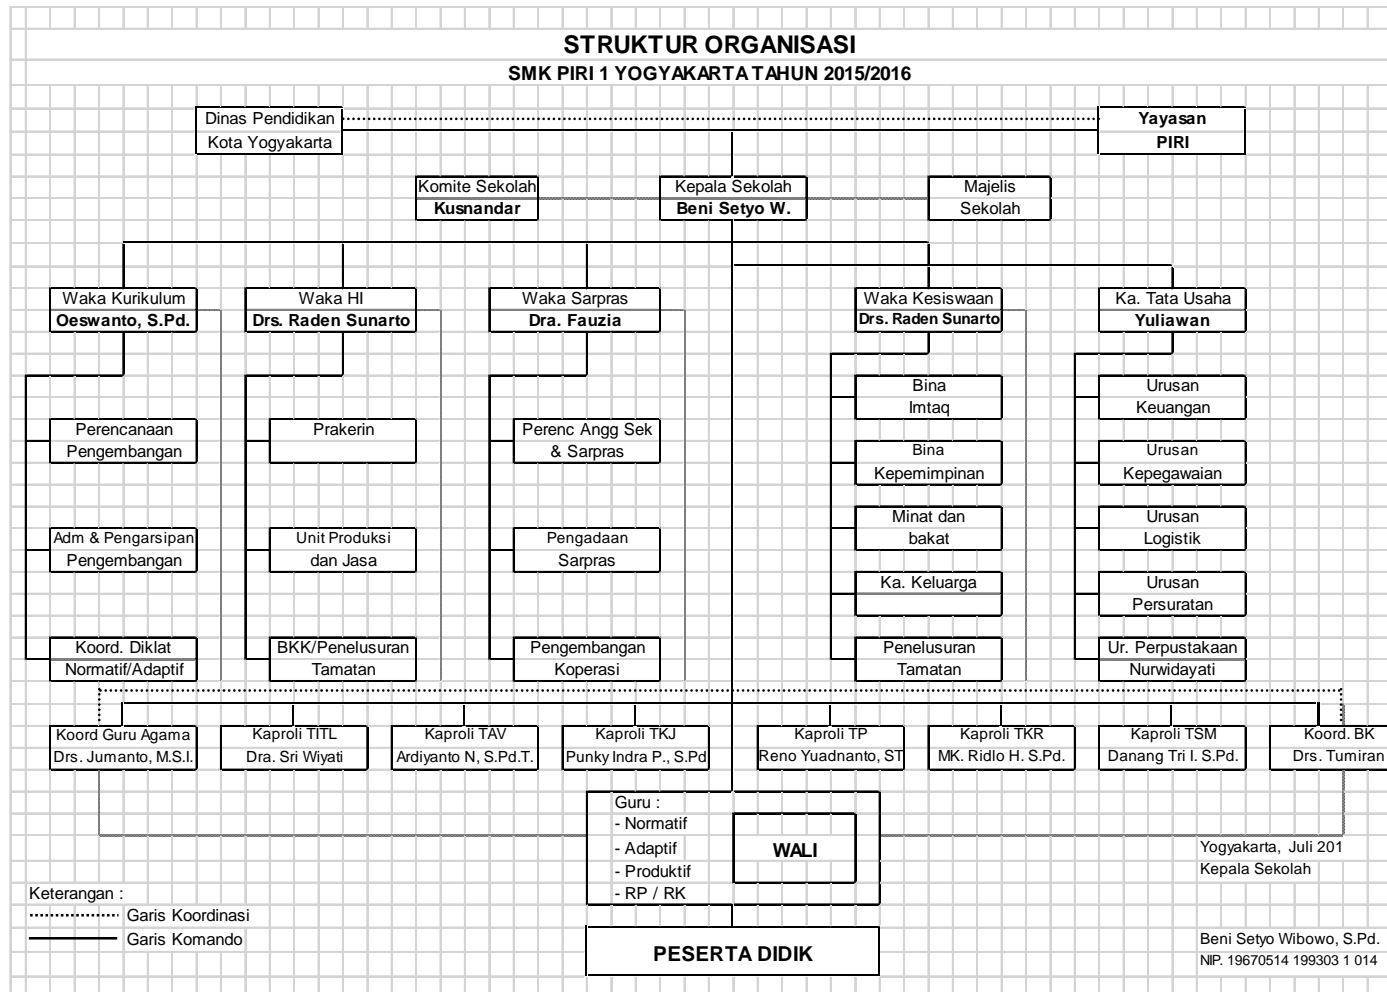 STRUKTUR ORGANISASI
SMK PIRI 1 YOGYAKARTA TAHUN 2015/2016
Dinas Pendidikan
Kota Yogyakarta
Yayasan
PIRI
Komite Sekolah
Kusnandar
Kepala Sekolah
Beni Setyo W.
Majelis
Sekolah
Waka Kurikulum
Oeswanto, S.Pd.
Waka HI
Drs. Raden Sunarto
Waka Sarpras
Dra. Fauzia
Waka Kesiswaan
Drs. Raden Sunarto
Ka. Tata Usaha
Yuliawan
Perencanaan
Pengembangan
Adm & Pengarsipan
Pengembangan
Koord. Diklat
Normatif/Adaptif
Prakerin
Unit Produksi
dan Jasa
BKK/Penelusuran
Tamatan
Perenc Angg Sek
& Sarpras
Pengadaan
Sarpras
Pengembangan
Koperasi
Bina
Imtaq
Bina
Kepemimpinan
Minat dan
bakat
Ka. Keluarga
Penelusuran
Tamatan
Urusan
Keuangan
Urusan
Kepegawaian
Urusan
Logistik
Urusan
Persuratan
Ur. Perpustakaan
Nurwidayati
Koord Guru Agama
Drs. Jumanto, M.S.I.
Kaproli TITL
Dra. Sri Wiyati
Kaproli TAV
Ardiyanto N, S.Pd.T.
Kaproli TKJ
Punky Indra P., S.Pd
Kaproli TP
Reno Yuadnanto, ST
Kaproli TKR
MK. Ridlo H. S.Pd.
Kaproli TSM
Danang Tri I. S.Pd.
Koord. BK
Drs. Tumiran
Guru :
- Normatif
- Adaptif
- Produktif
- RP / RK
WALI
PESERTA DIDIK
Keterangan :
Garis Koordinasi
Garis Komando
Yogyakarta, Juli 201
Kepala Sekolah
Beni Setyo Wibowo, S.Pd.
NIP. 19670514 199303 1 014